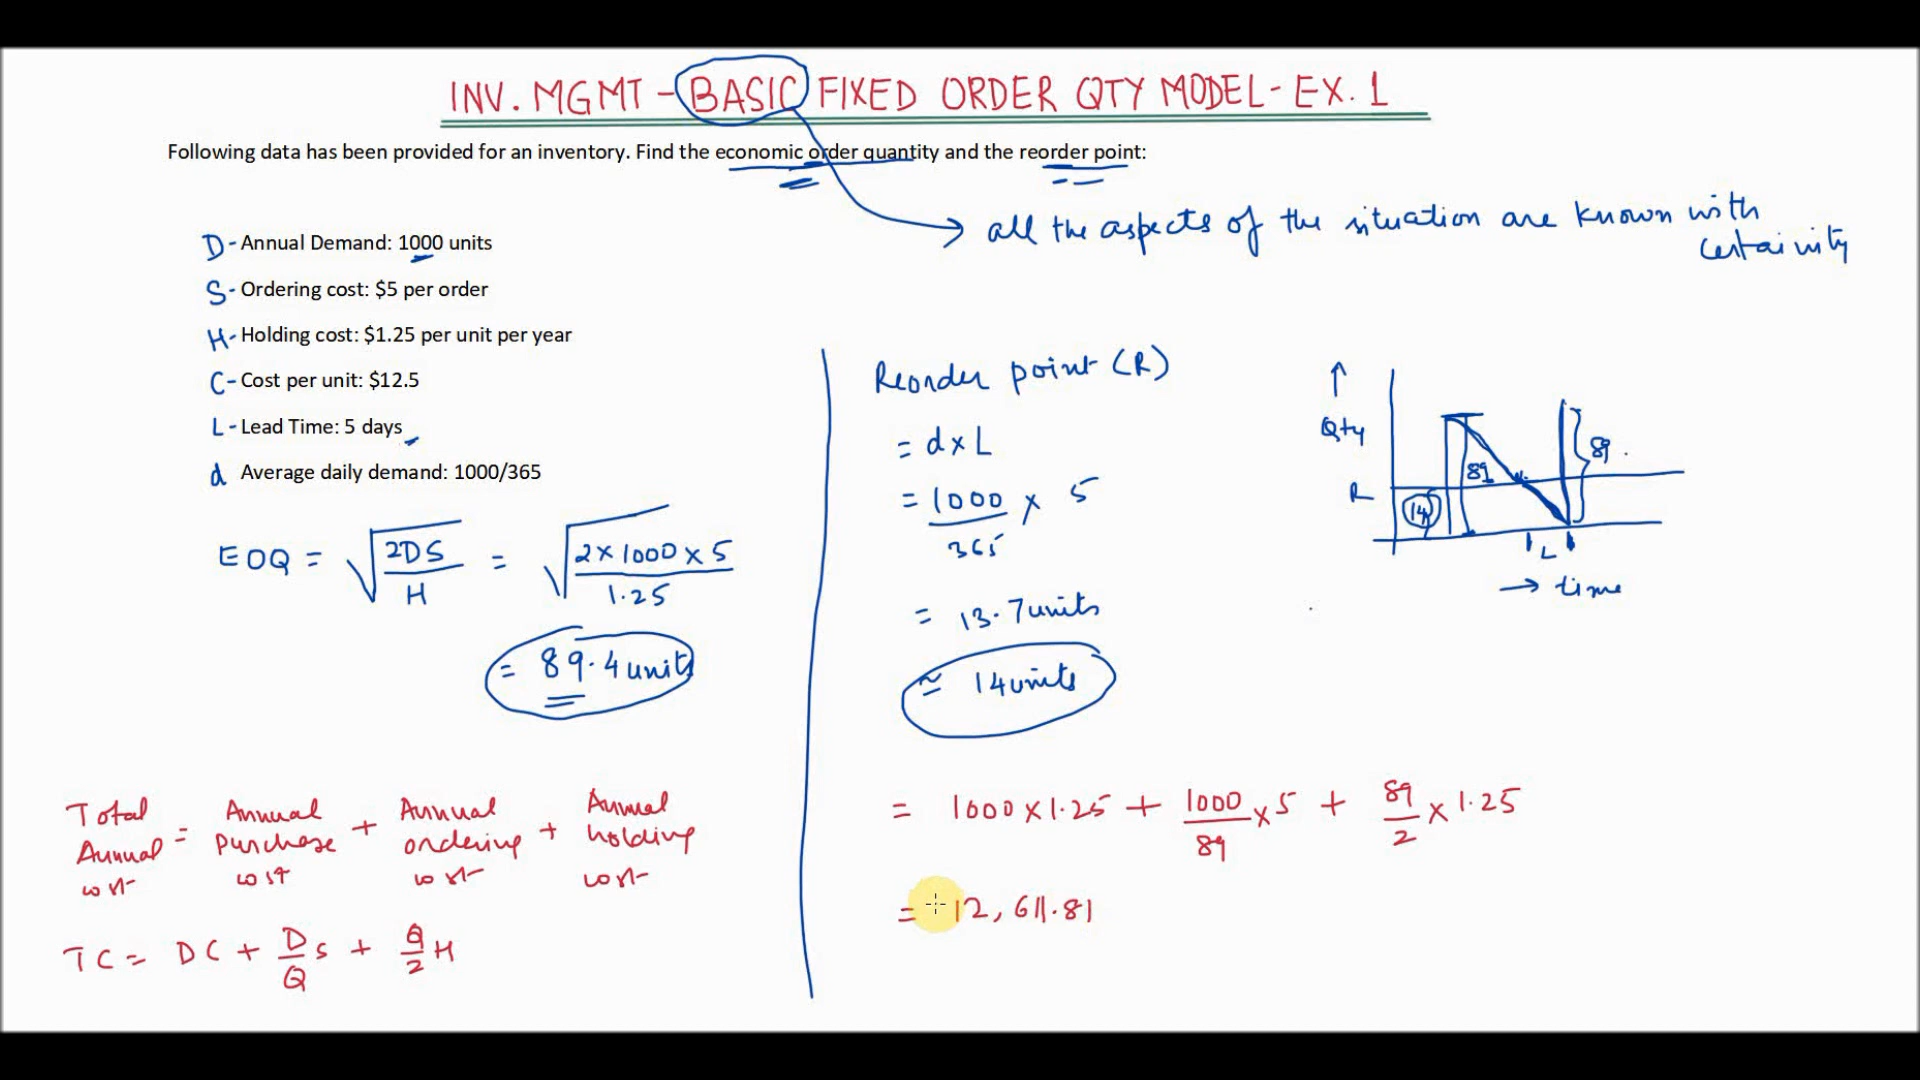 INV. MGMT - BASIC FIXED ORDER QTY MODEL - EX. 1
Following data has been provided for an inventory. Find the economic order quantity and the reorder point:
→ all the aspects of the situation are known with
certainity
D - Annual Demand: 1000 units
S - Ordering cost: $5 per order
H - Holding cost: $1.25 per unit per year
C - Cost per unit: $12.5
L - Lead Time: 5 days
d Average daily demand: 1000/365
EOQ = √(2DS/H) = √(2×1000×5/1.25)
= 89.4 units
Reorder point (R)
= d×L
= 1000/365 × 5
= 13.7 units
≈ 14 units
↑
Qty
R
14
89
89
L
→ time
Total Annual cost = Annual purchase cost + Annual ordering cost + Annual holding cost
TC = DC + D/Q S + Q/2 H
= 1000×1.25 + 1000/89 ×5 + 89/2 ×1.25
= 12,611.81